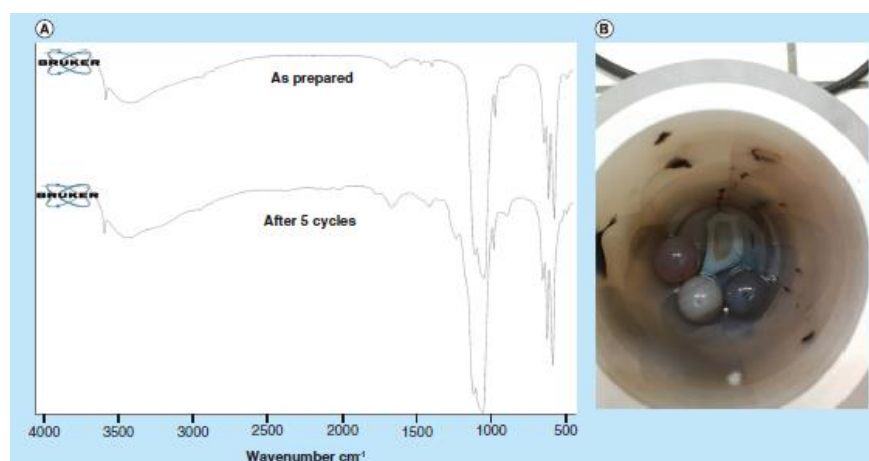 A
B
BRUKER
As prepared
BRUKER
After 5 cycles
4000 3500 3000 2500 2000 1500 1000 500
Wavenumber cm⁻¹